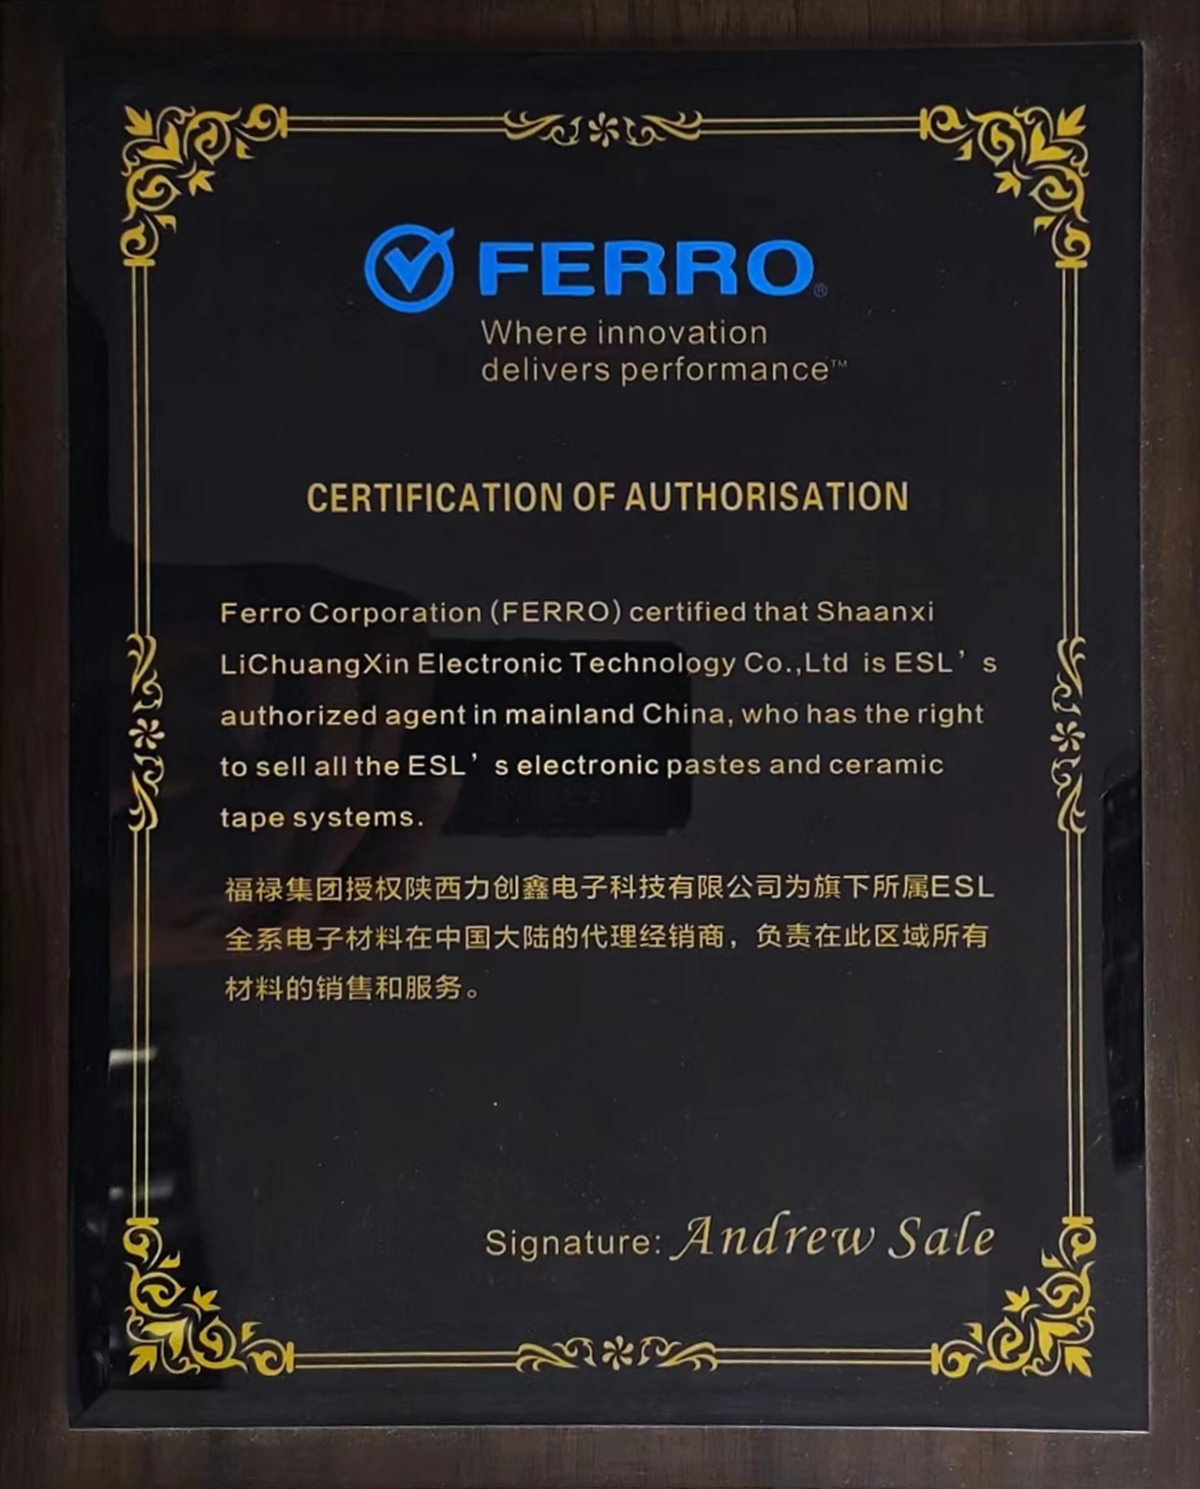 FERRO®
Where innovation
delivers performance™
CERTIFICATION OF AUTHORISATION
Ferro Corporation (FERRO) certified that Shaanxi
LiChuangXin Electronic Technology Co.,Ltd is ESL’s
authorized agent in mainland China, who has the right
to sell all the ESL’s electronic pastes and ceramic
tape systems.
福禄集团授权陕西力创鑫电子科技有限公司为旗下所属ESL
全系电子材料在中国大陆的代理经销商，负责在此区域所有
材料的销售和服务。
Signature: Andrew Sale